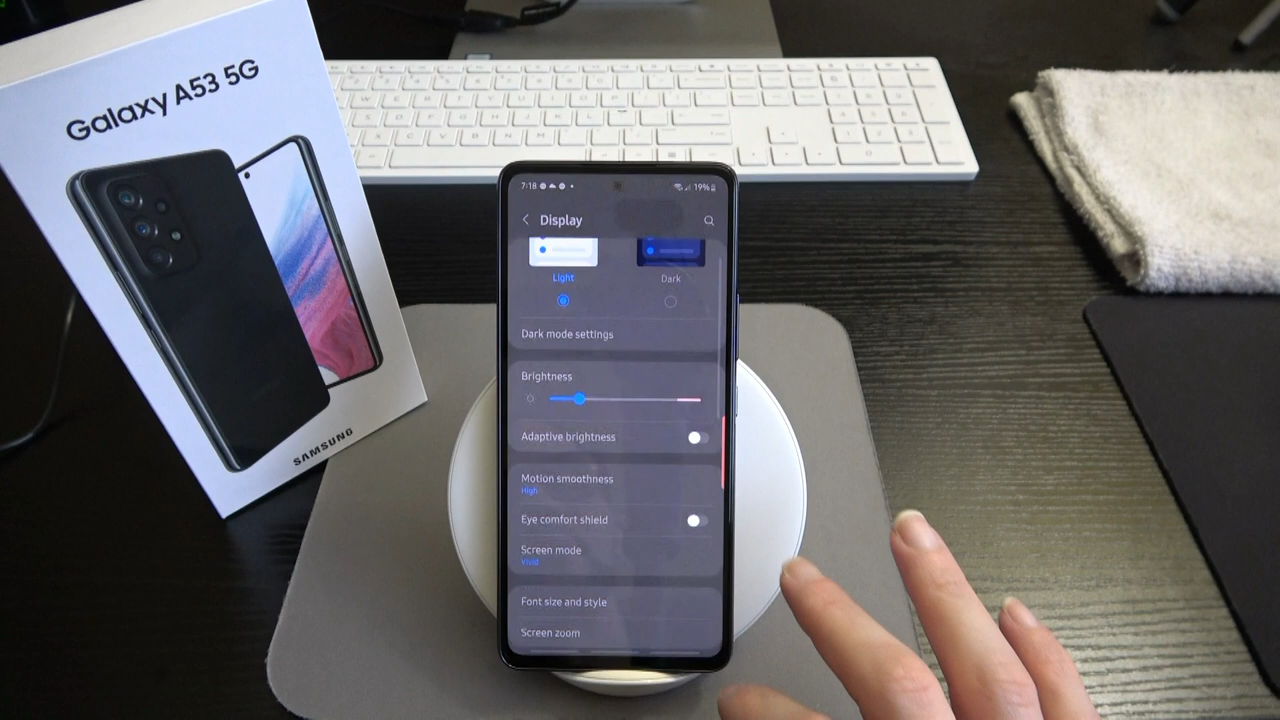 Galaxy A53 5G
SAMSUNG
7:18 19%
Display
Light Dark
Dark mode settings
Brightness
Adaptive brightness
Motion smoothness
High
Eye comfort shield
Screen mode
Vivid
Font size and style
Screen zoom